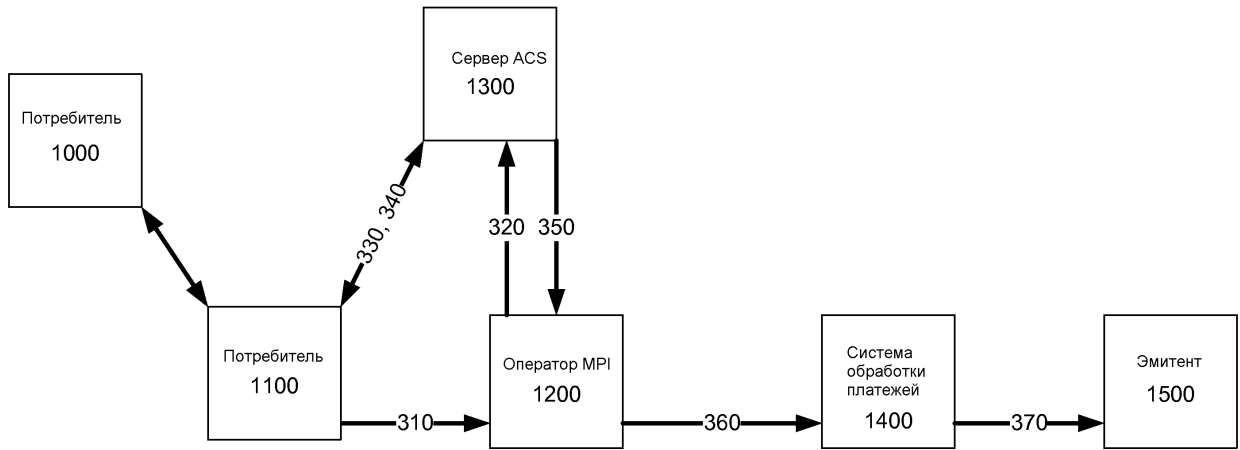 Сервер ACS
1300
Потребитель
1000
330, 340
320
350
Потребитель
1100
Оператор MPI
1200
Система
обработки
платежей
1400
Эмитент
1500
310
360
370